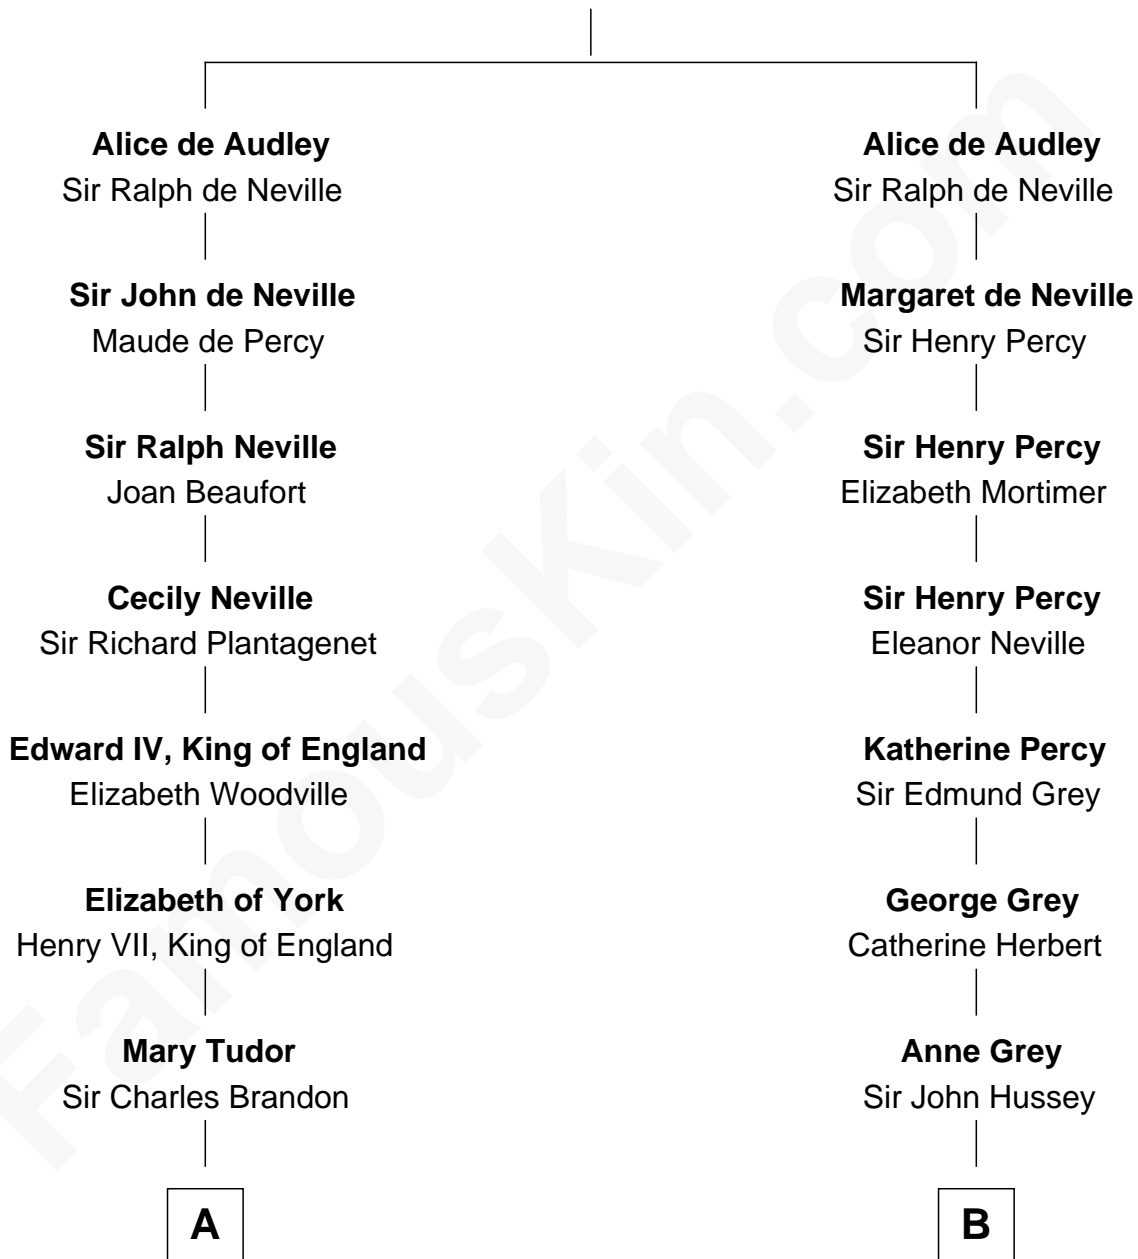 Alice de Audley
Sir Ralph de Neville
Sir John de Neville
Maude de Percy
Sir Ralph Neville
Joan Beaufort
Cecily Neville
Sir Richard Plantagenet
Edward IV, King of England
Elizabeth Woodville
Elizabeth of York
Henry VII, King of England
Mary Tudor
Sir Charles Brandon
A
Alice de Audley
Sir Ralph de Neville
Margaret de Neville
Sir Henry Percy
Sir Henry Percy
Elizabeth Mortimer
Sir Henry Percy
Eleanor Neville
Katherine Percy
Sir Edmund Grey
George Grey
Catherine Herbert
Anne Grey
Sir John Hussey
B
FamousKin.com